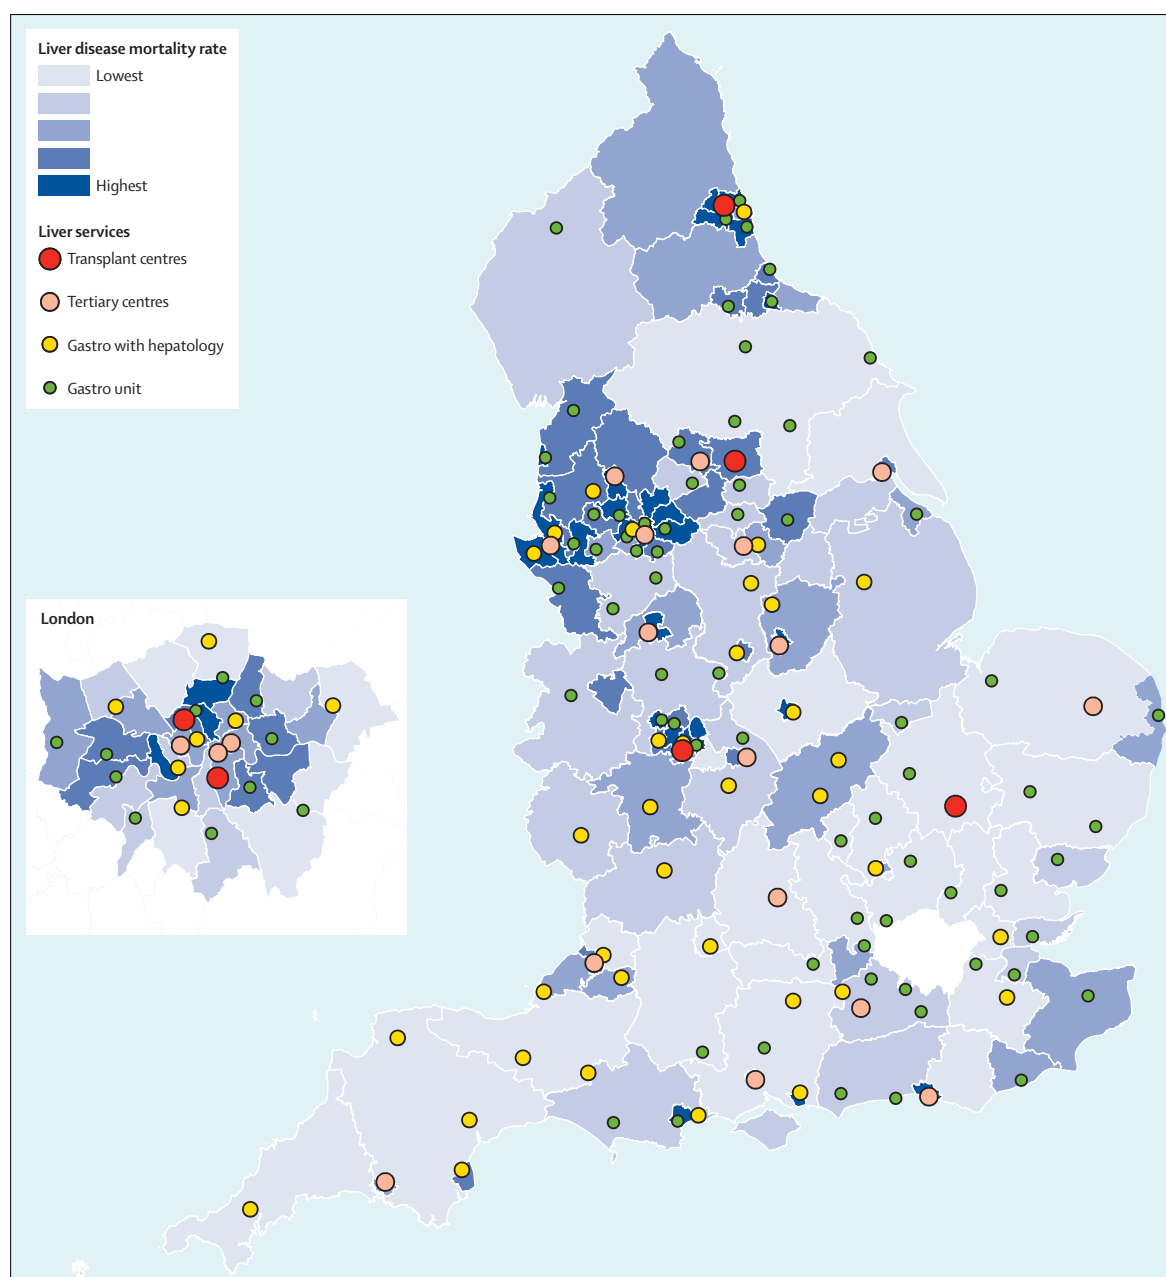 Liver disease mortality rate
Lowest
Highest
Liver services
Transplant centres
Tertiary centres
Gastro with hepatology
Gastro unit
London